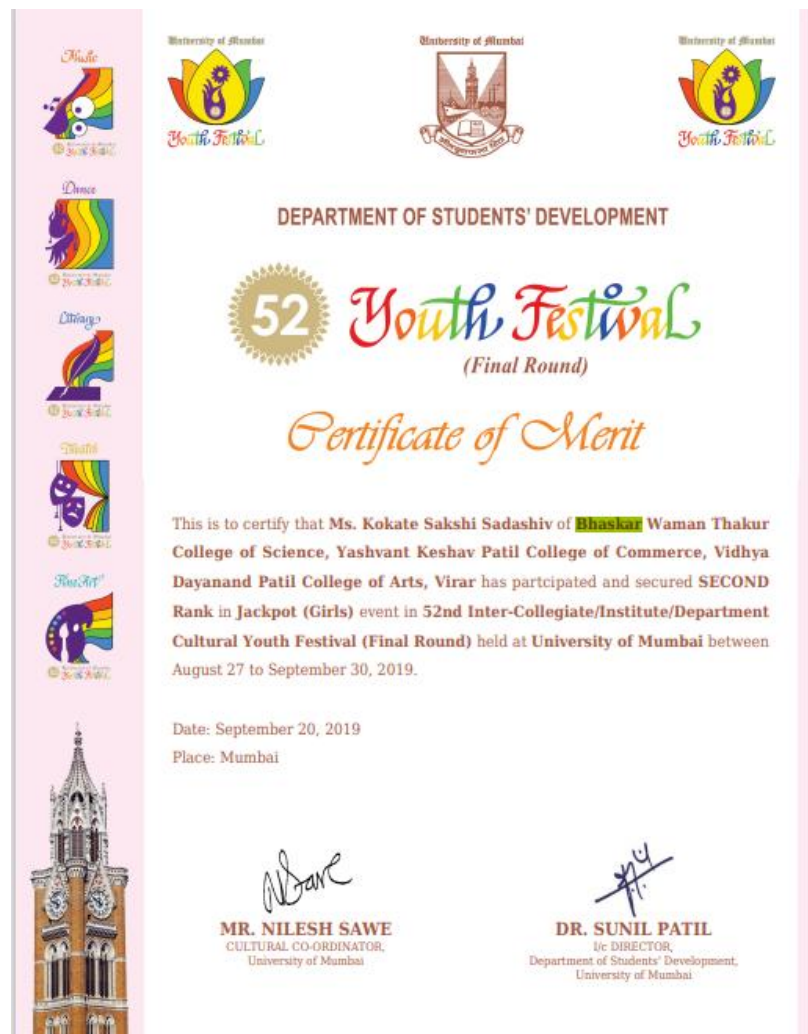 Music
University of Mumbai
Youth Festival
University of Mumbai
University of Mumbai
Youth Festival
Dance
Literary
Theatre
Fine Art
DEPARTMENT OF STUDENTS' DEVELOPMENT
52 Youth Festival
(Final Round)
Certificate of Merit
This is to certify that Ms. Kokate Sakshi Sadashiv of Bhaskar Waman Thakur
College of Science, Yashvant Keshav Patil College of Commerce, Vidhya
Dayanand Patil College of Arts, Virar has partcipated and secured SECOND
Rank in Jackpot (Girls) event in 52nd Inter-Collegiate/Institute/Department
Cultural Youth Festival (Final Round) held at University of Mumbai between
August 27 to September 30, 2019.
Date: September 20, 2019
Place: Mumbai
MR. NILESH SAWE
CULTURAL CO-ORDINATOR,
University of Mumbai
DR. SUNIL PATIL
I/c DIRECTOR,
Department of Students' Development,
University of Mumbai